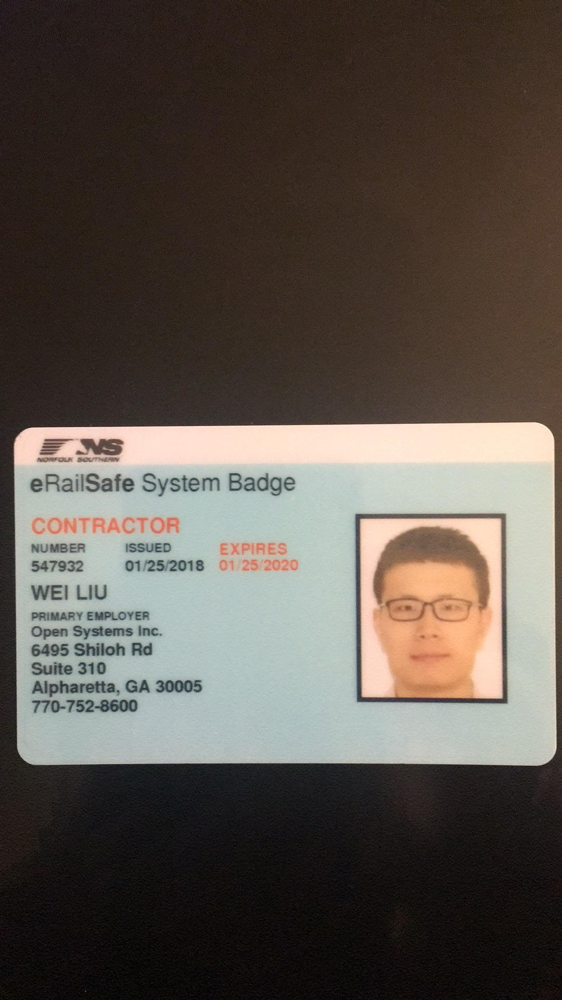 NS
NORFOLK SOUTHERN
eRailSafe System Badge
CONTRACTOR
NUMBER ISSUED EXPIRES
547932 01/25/2018 01/25/2020
WEI LIU
PRIMARY EMPLOYER
Open Systems Inc.
6495 Shiloh Rd
Suite 310
Alpharetta, GA 30005
770-752-8600